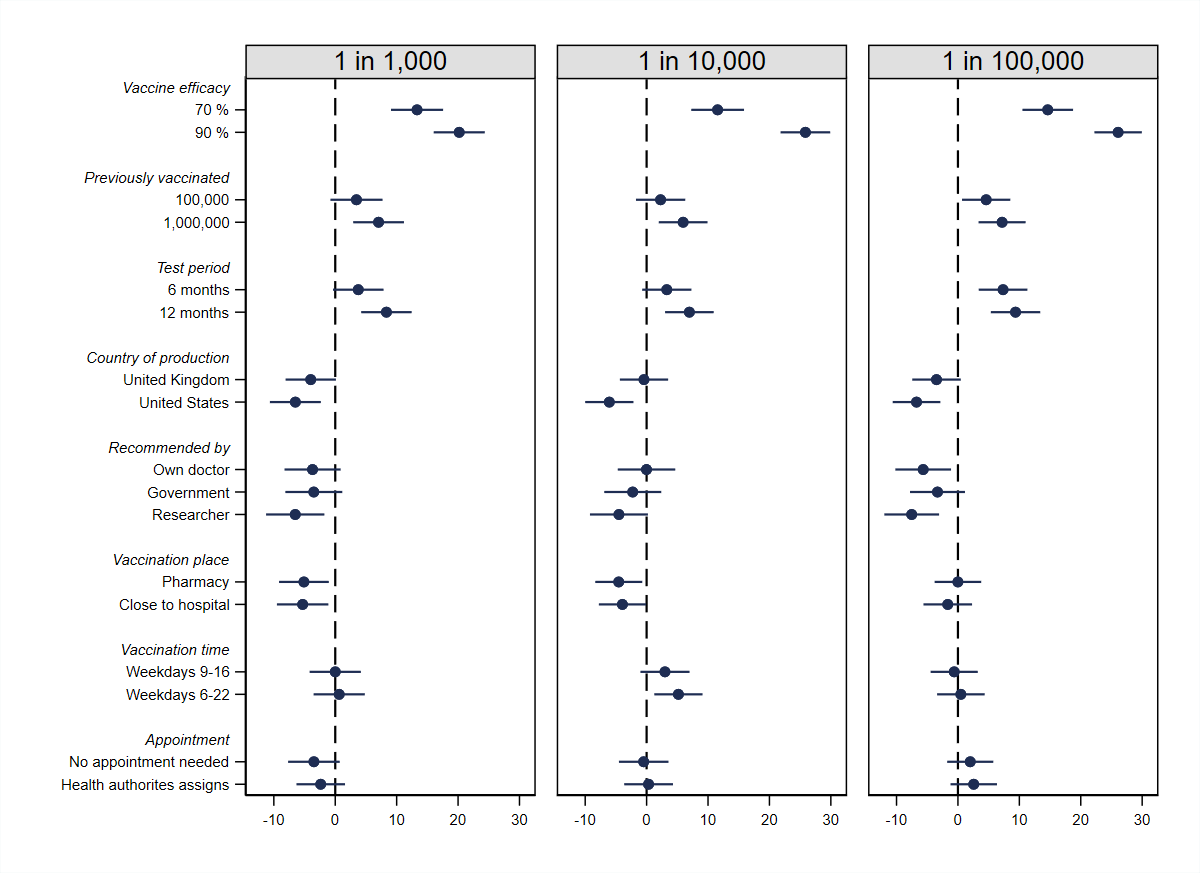 1 in 1,000
1 in 10,000
1 in 100,000
Vaccine efficacy
70 %
90 %
Previously vaccinated
100,000
1,000,000
Test period
6 months
12 months
Country of production
United Kingdom
United States
Recommended by
Own doctor
Government
Researcher
Vaccination place
Pharmacy
Close to hospital
Vaccination time
Weekdays 9-16
Weekdays 6-22
Appointment
No appointment needed
Health authorites assigns
-10 0 10 20 30
-10 0 10 20 30
-10 0 10 20 30